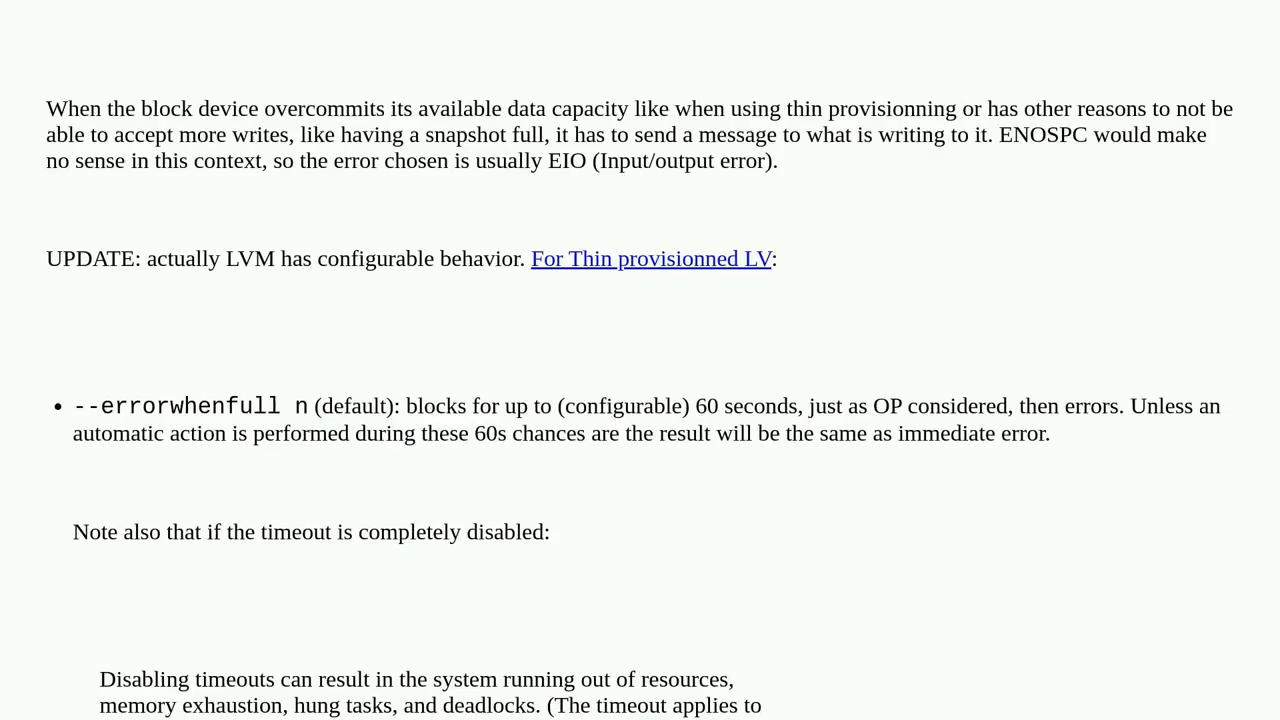 When the block device overcommits its available data capacity like when using thin provisionning or has other reasons to not be
able to accept more writes, like having a snapshot full, it has to send a message to what is writing to it. ENOSPC would make
no sense in this context, so the error chosen is usually EIO (Input/output error).
UPDATE: actually LVM has configurable behavior. For Thin provisionned LV:
• --errorwhenfull n (default): blocks for up to (configurable) 60 seconds, just as OP considered, then errors. Unless an
automatic action is performed during these 60s chances are the result will be the same as immediate error.
Note also that if the timeout is completely disabled:
Disabling timeouts can result in the system running out of resources,
memory exhaustion, hung tasks, and deadlocks. (The timeout applies to